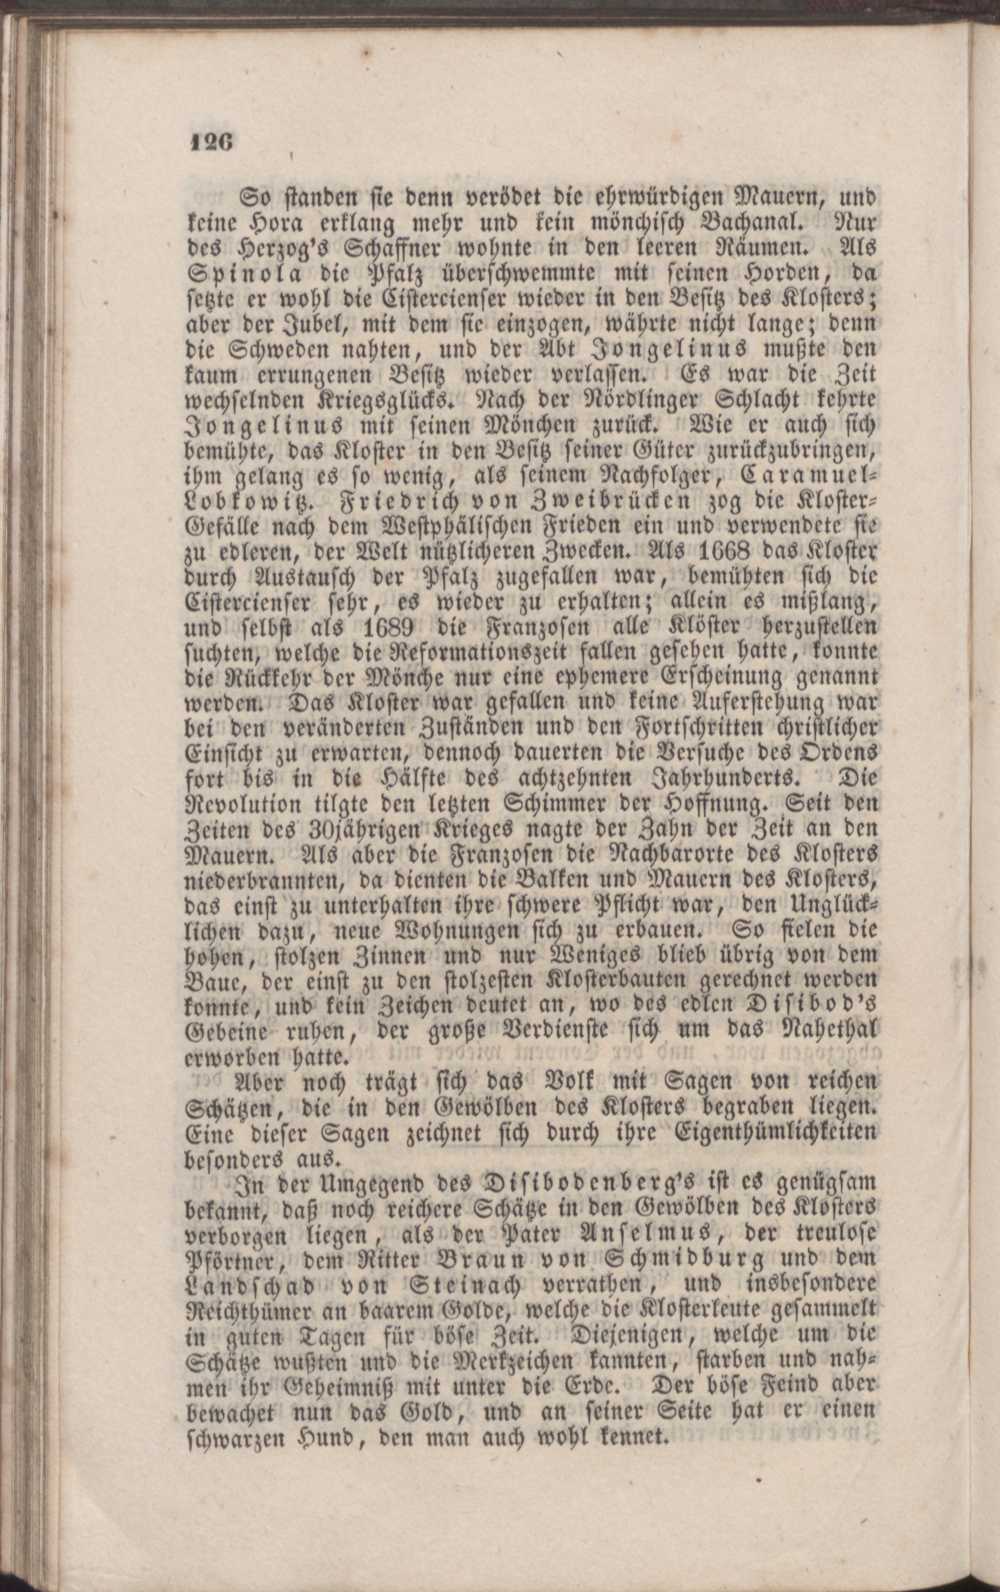 126
So standen sie denn verödet die ehrwürdigen Mauern, und
keine Hora erklang mehr und kein mönchisch Bachanal. Nur
des Herzog's Schaffner wohnte in den leeren Räumen. Als
Spinola die Pfalz überschwemmte mit seinen Horden, da
setzte er wohl die Cistercienser wieder in den Besitz des Klosters;
aber der Jubel, mit dem sie einzogen, währte nicht lange; denn
die Schweden nahten, und der Abt Jongelinus mußte den
kaum errungenen Besitz wieder verlassen. Es war die Zeit
wechselnden Kriegsglücks. Nach der Nördlinger Schlacht kehrte
Jongelinus mit seinen Mönchen zurück. Wie er auch sich
bemühte, das Kloster in den Besitz seiner Güter zurückzubringen,
ihm gelang es so wenig, als seinem Nachfolger, Caramuel-
Lobkowitz. Friedrich von Zweibrücken zog die Kloster-
Gefälle nach dem Westphälischen Frieden ein und verwendete sie
zu edleren, der Welt nützlicheren Zwecken. Als 1668 das Kloster
durch Austausch der Pfalz zugefallen war, bemühten sich die
Cistercienser sehr, es wieder zu erhalten; allein es mißlang,
und selbst als 1689 die Franzosen alle Klöster herzustellen
suchten, welche die Reformationszeit fallen gesehen hatte, konnte
die Rückkehr der Mönche nur eine ephemere Erscheinung genannt
werden. Das Kloster war gefallen und keine Auferstehung war
bei den veränderten Zuständen und den Fortschritten christlicher
Einsicht zu erwarten, dennoch dauerten die Versuche des Ordens
fort bis in die Hälfte des achtzehnten Jahrhunderts. Die
Revolution tilgte den letzten Schimmer der Hoffnung. Seit den
Zeiten des 30jährigen Krieges nagte der Zahn der Zeit an den
Mauern. Als aber die Franzosen die Nachbarorte des Klosters
niederbrannten, da dienten die Balken und Mauern des Klosters,
das einst zu unterhalten ihre schwere Pflicht war, den Unglück-
lichen dazu, neue Wohnungen sich zu erbauen. So fielen die
hohen, stolzen Zinnen und nur Weniges blieb übrig von dem
Baue, der einst zu den stolzesten Klosterbauten gerechnet werden
konnte, und kein Zeichen deutet an, wo des edlen Disibod's
Gebeine ruhen, der große Verdienste sich um das Nahethal
erworben hatte.
Aber noch trägt sich das Volk mit Sagen von reichen
Schätzen, die in den Gewölben des Klosters begraben liegen.
Eine dieser Sagen zeichnet sich durch ihre Eigenthümlichkeiten
besonders aus.
In der Umgegend des Disibodenberg's ist es genügsam
bekannt, daß noch reichere Schätze in den Gewölben des Klosters
verborgen liegen, als der Pater Anselmus, der treulose
Pförtner, dem Ritter Braun von Schmidburg und dem
Landschad von Steinach verrathen, und insbesondere
Reichthümer an baarem Golde, welche die Klosterleute gesammelt
in guten Tagen für böse Zeit. Diejenigen, welche um die
Schätze wußten und die Merkzeichen kannten, starben und nah-
men ihr Geheimniß mit unter die Erde. Der böse Feind aber
bewachet nun das Gold, und an seiner Seite hat er einen
schwarzen Hund, den man auch wohl kennet.